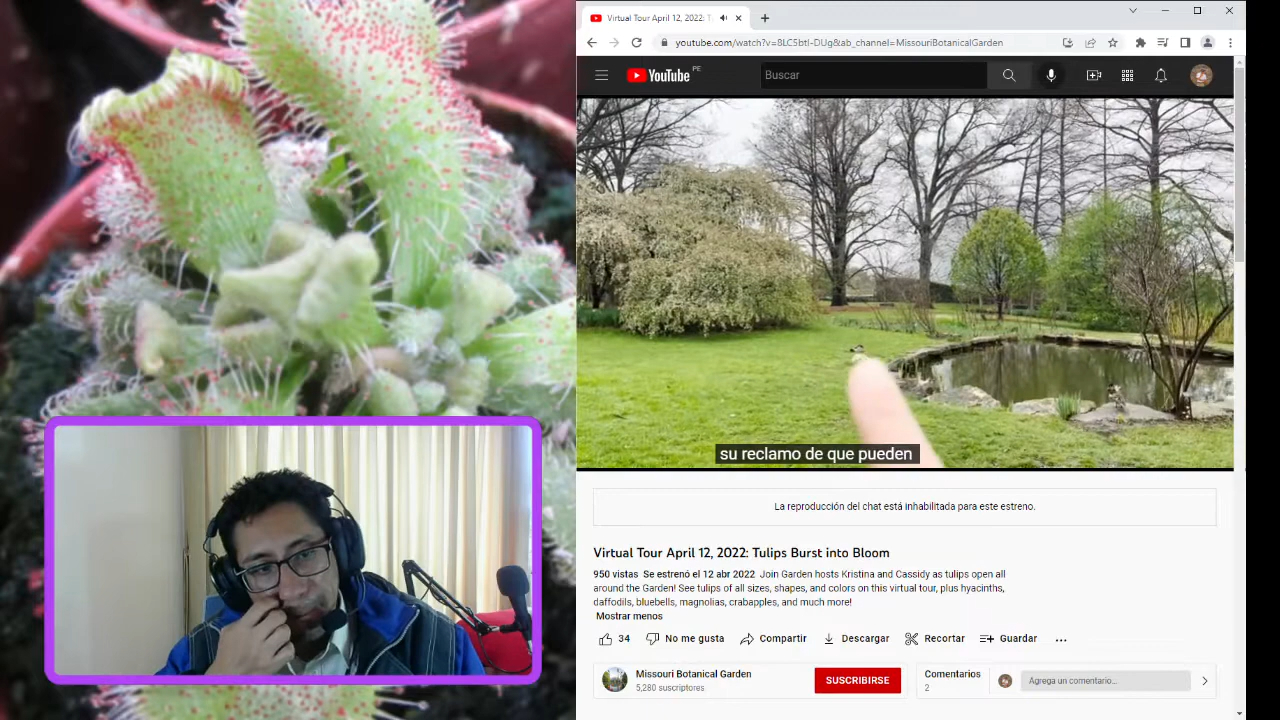 Virtual Tour April 12, 2022: T
youtube.com/watch?v=8LC5btI-DUg&ab_channel=MissouriBotanicalGarden
YouTube PE
Buscar
su reclamo de que pueden
La reproducción del chat está inhabilitada para este estreno.
Virtual Tour April 12, 2022: Tulips Burst into Bloom
950 vistas Se estrenó el 12 abr 2022 Join Garden hosts Kristina and Cassidy as tulips open all
around the Garden! See tulips of all sizes, shapes, and colors on this virtual tour, plus hyacinths,
daffodils, bluebells, magnolias, crabapples, and much more!
Mostrar menos
34 No me gusta Compartir Descargar Recortar Guardar
Missouri Botanical Garden
5,280 suscriptores
SUSCRIBIRSE
Comentarios
2
Agrega un comentario...